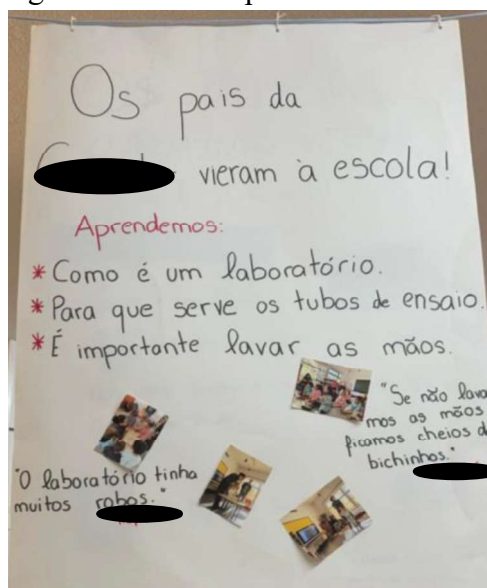 Os pais da
vieram à escola!
Aprendemos:
*Como é um laboratório.
*Para que serve os tubos de ensaio.
*É importante lavar as mãos.
"Se não lava
mos as mãos
ficamos cheios d
bichinhos."
"O laboratório tinha
muitos robos."